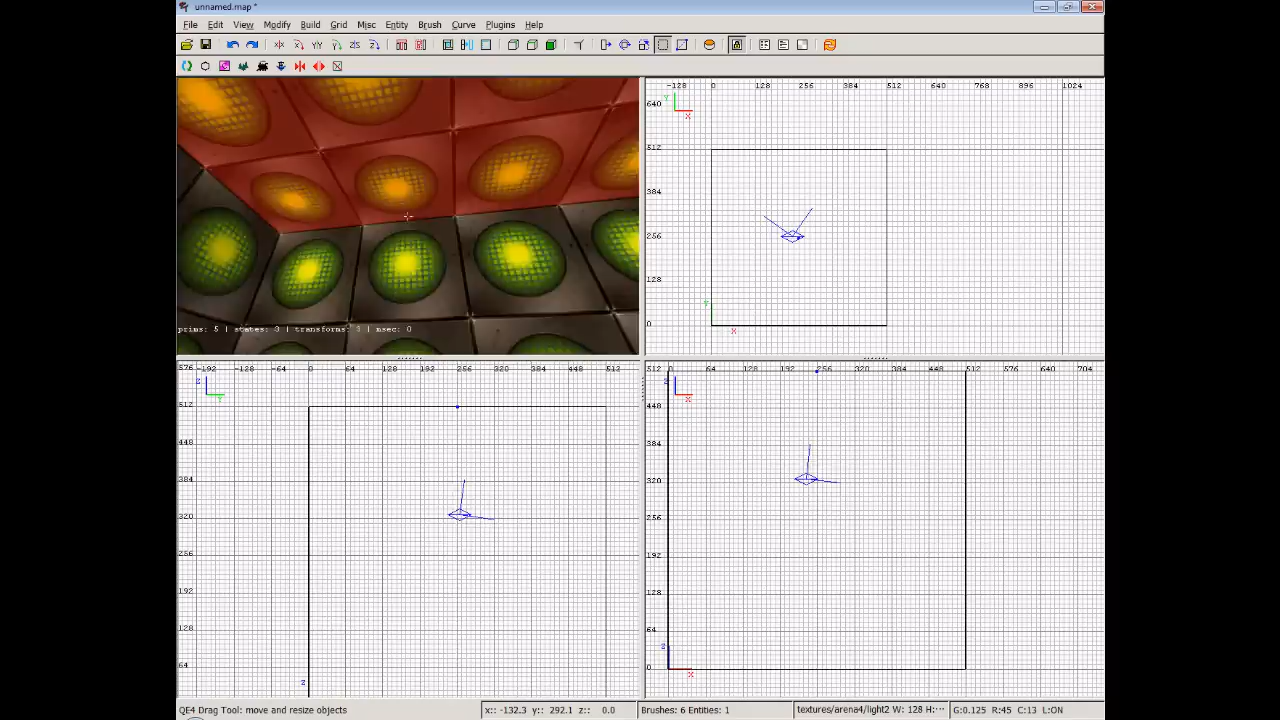 unnamed.map *
File Edit View Modify Build Grid Misc Entity Brush Curve Plugins Help
prims: 5 | states: 3 | transforms: 3 | msec: 0
-128 0 128 256 384 512 640 768 896 1024
Y
X
640
512
384
256
128
0
Y
X
576 -192 -128 -64 0 64 128 192 256 320 384 448 512
Z
Y
512
448
384
320
256
192
128
64
Z
512 0 64 128 192 256 320 384 448 512 576 640 704
Z
X
448
384
320
256
192
128
64
0
Z
X
QE4 Drag Tool: move and resize objects
x:: -132.3 y:: 292.1 z:: 0.0
Brushes: 6 Entities: 1
textures/arena4/light2 W: 128 H:···
G:0.125 R:45 C:13 L:ON